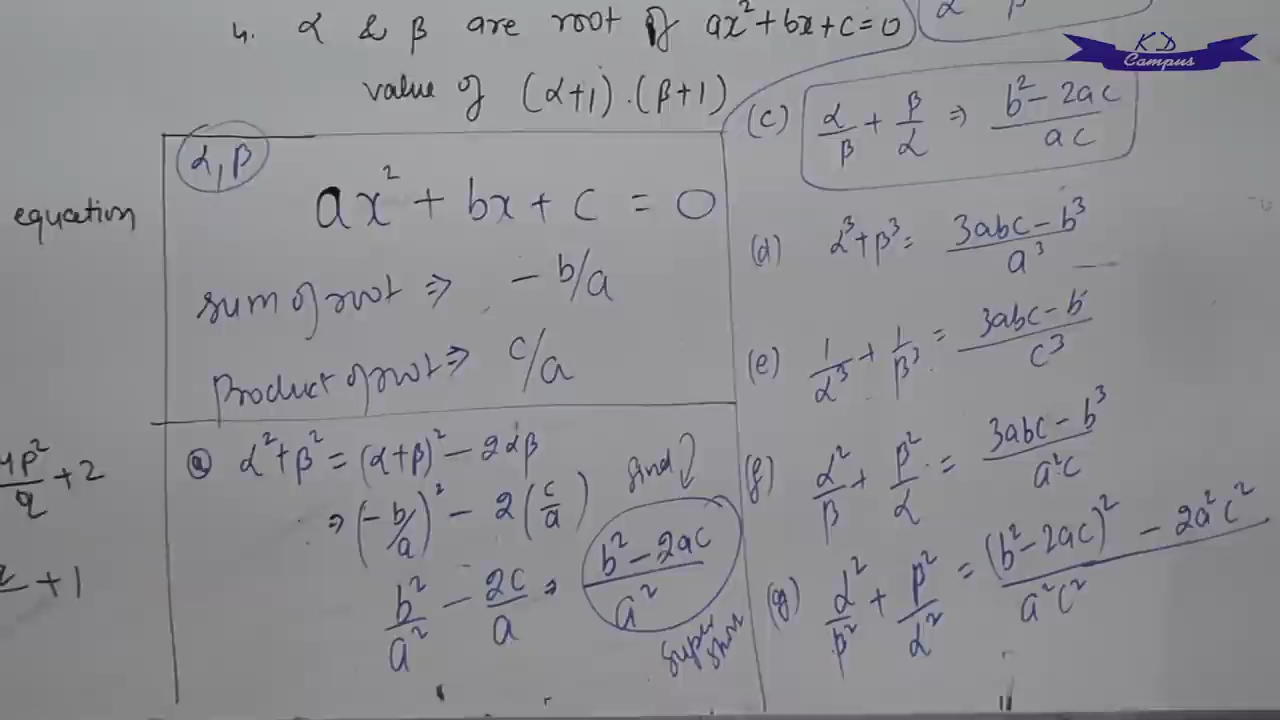 4. α & β are root of ax²+bx+c=0
value of (α+1).(β+1)
α β
KD
Campus
equation
4p²/q + 2
+ 1
α,β
ax² + bx + c = 0
sum of root ⇒ - b/a
Product of root ⇒ c/a
(a) α²+β² = (α+β)² - 2αβ
⇒ (-b/a)² - 2(c/a)
b²/a² - 2c/a ⇒ (b²-2ac)/a²
find
super
short
(c) α/β + β/α ⇒ (b²-2ac)/ac
(d) α³+β³ = (3abc-b³)/a³
(e) 1/α³ + 1/β³ = (3abc-b³)/c³
(f) α²/β + β²/α = (3abc-b³)/a²c
(g) α²/β² + β²/α² = ((b²-2ac)² - 2a²c²)/a²c²